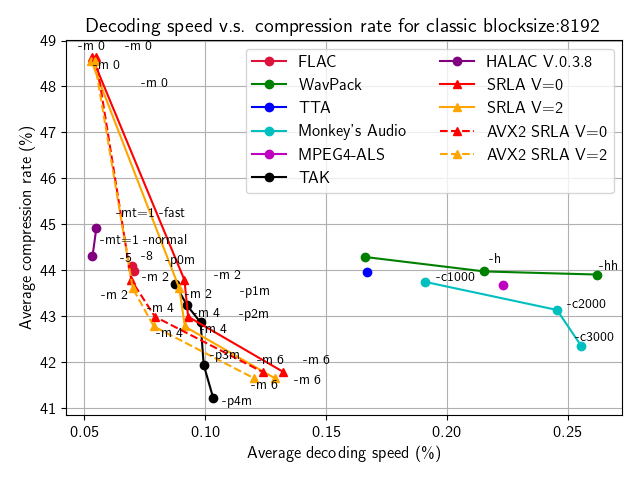 Decoding speed v.s. compression rate for classic blocksize:8192
Average compression rate (%)
49
48
47
46
45
44
43
42
41
0.05
0.10
0.15
0.20
0.25
Average decoding speed (%)
FLAC
WavPack
TTA
Monkey's Audio
MPEG4-ALS
TAK
HALAC V.0.3.8
SRLA V=0
SRLA V=2
AVX2 SRLA V=0
AVX2 SRLA V=2
-m 0
-m 0
-m 0
-m 0
-mt=1 -fast
-mt=1 -normal
-5
-8
-p0m
-m 2
-m 2
-m 2
-m 2
-p1m
-m 4
-m 4
-p2m
-m 4
-m 4
-p3m
-m 6
-m 6
-m 6
-m 6
-p4m
-h
-hh
-c1000
-c2000
-c3000